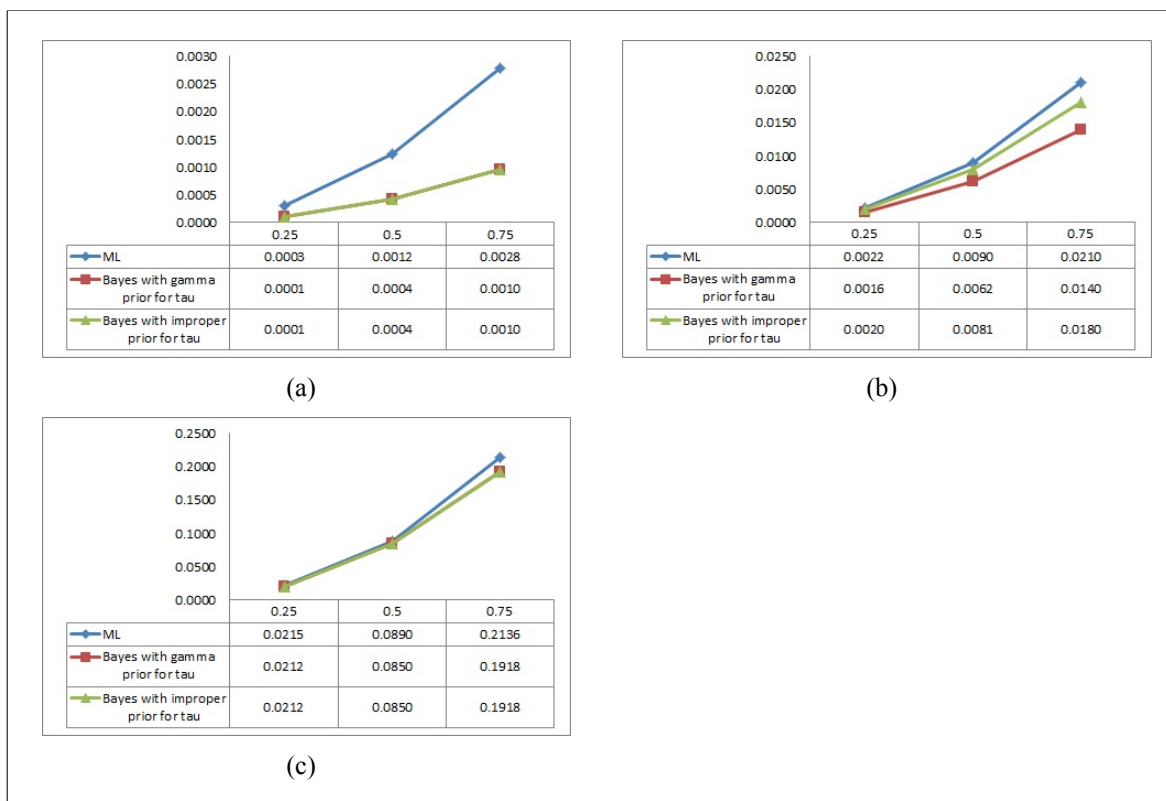 0.0030
0.0025
0.0020
0.0015
0.0010
0.0005
0.0000
0.25 0.5 0.75
ML 0.0003 0.0012 0.0028
Bayes with gamma
prior for tau 0.0001 0.0004 0.0010
Bayes with improper
prior for tau 0.0001 0.0004 0.0010
(a)
0.0250
0.0200
0.0150
0.0100
0.0050
0.0000
0.25 0.5 0.75
ML 0.0022 0.0090 0.0210
Bayes with gamma
prior for tau 0.0016 0.0062 0.0140
Bayes with improper
prior for tau 0.0020 0.0081 0.0180
(b)
0.2500
0.2000
0.1500
0.1000
0.0500
0.0000
0.25 0.5 0.75
ML 0.0215 0.0890 0.2136
Bayes with gamma
prior for tau 0.0212 0.0850 0.1918
Bayes with improper
prior for tau 0.0212 0.0850 0.1918
(c)